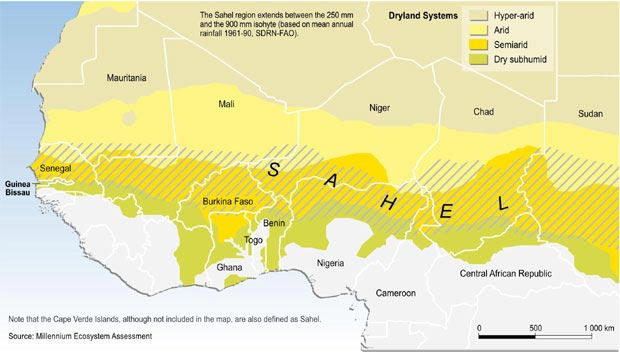 The Sahel region extends between the 250 mm
and the 900 mm isohyte (based on mean annual
rainfall 1961-90, SDRN-FAO).
Dryland Systems
Hyper-arid
Arid
Semiarid
Dry subhumid
Mauritania
Mali
Niger
Chad
Sudan
Senegal
SAHEL
Guinea
Bissau
Burkina Faso
Benin
Togo
Ghana
Nigeria
Cameroon
Central African Republic
Note that the Cape Verde Islands, although not included in the map, are also defined as Sahel.
0 500 1 000 km
Source: Millennium Ecosystem Assessment